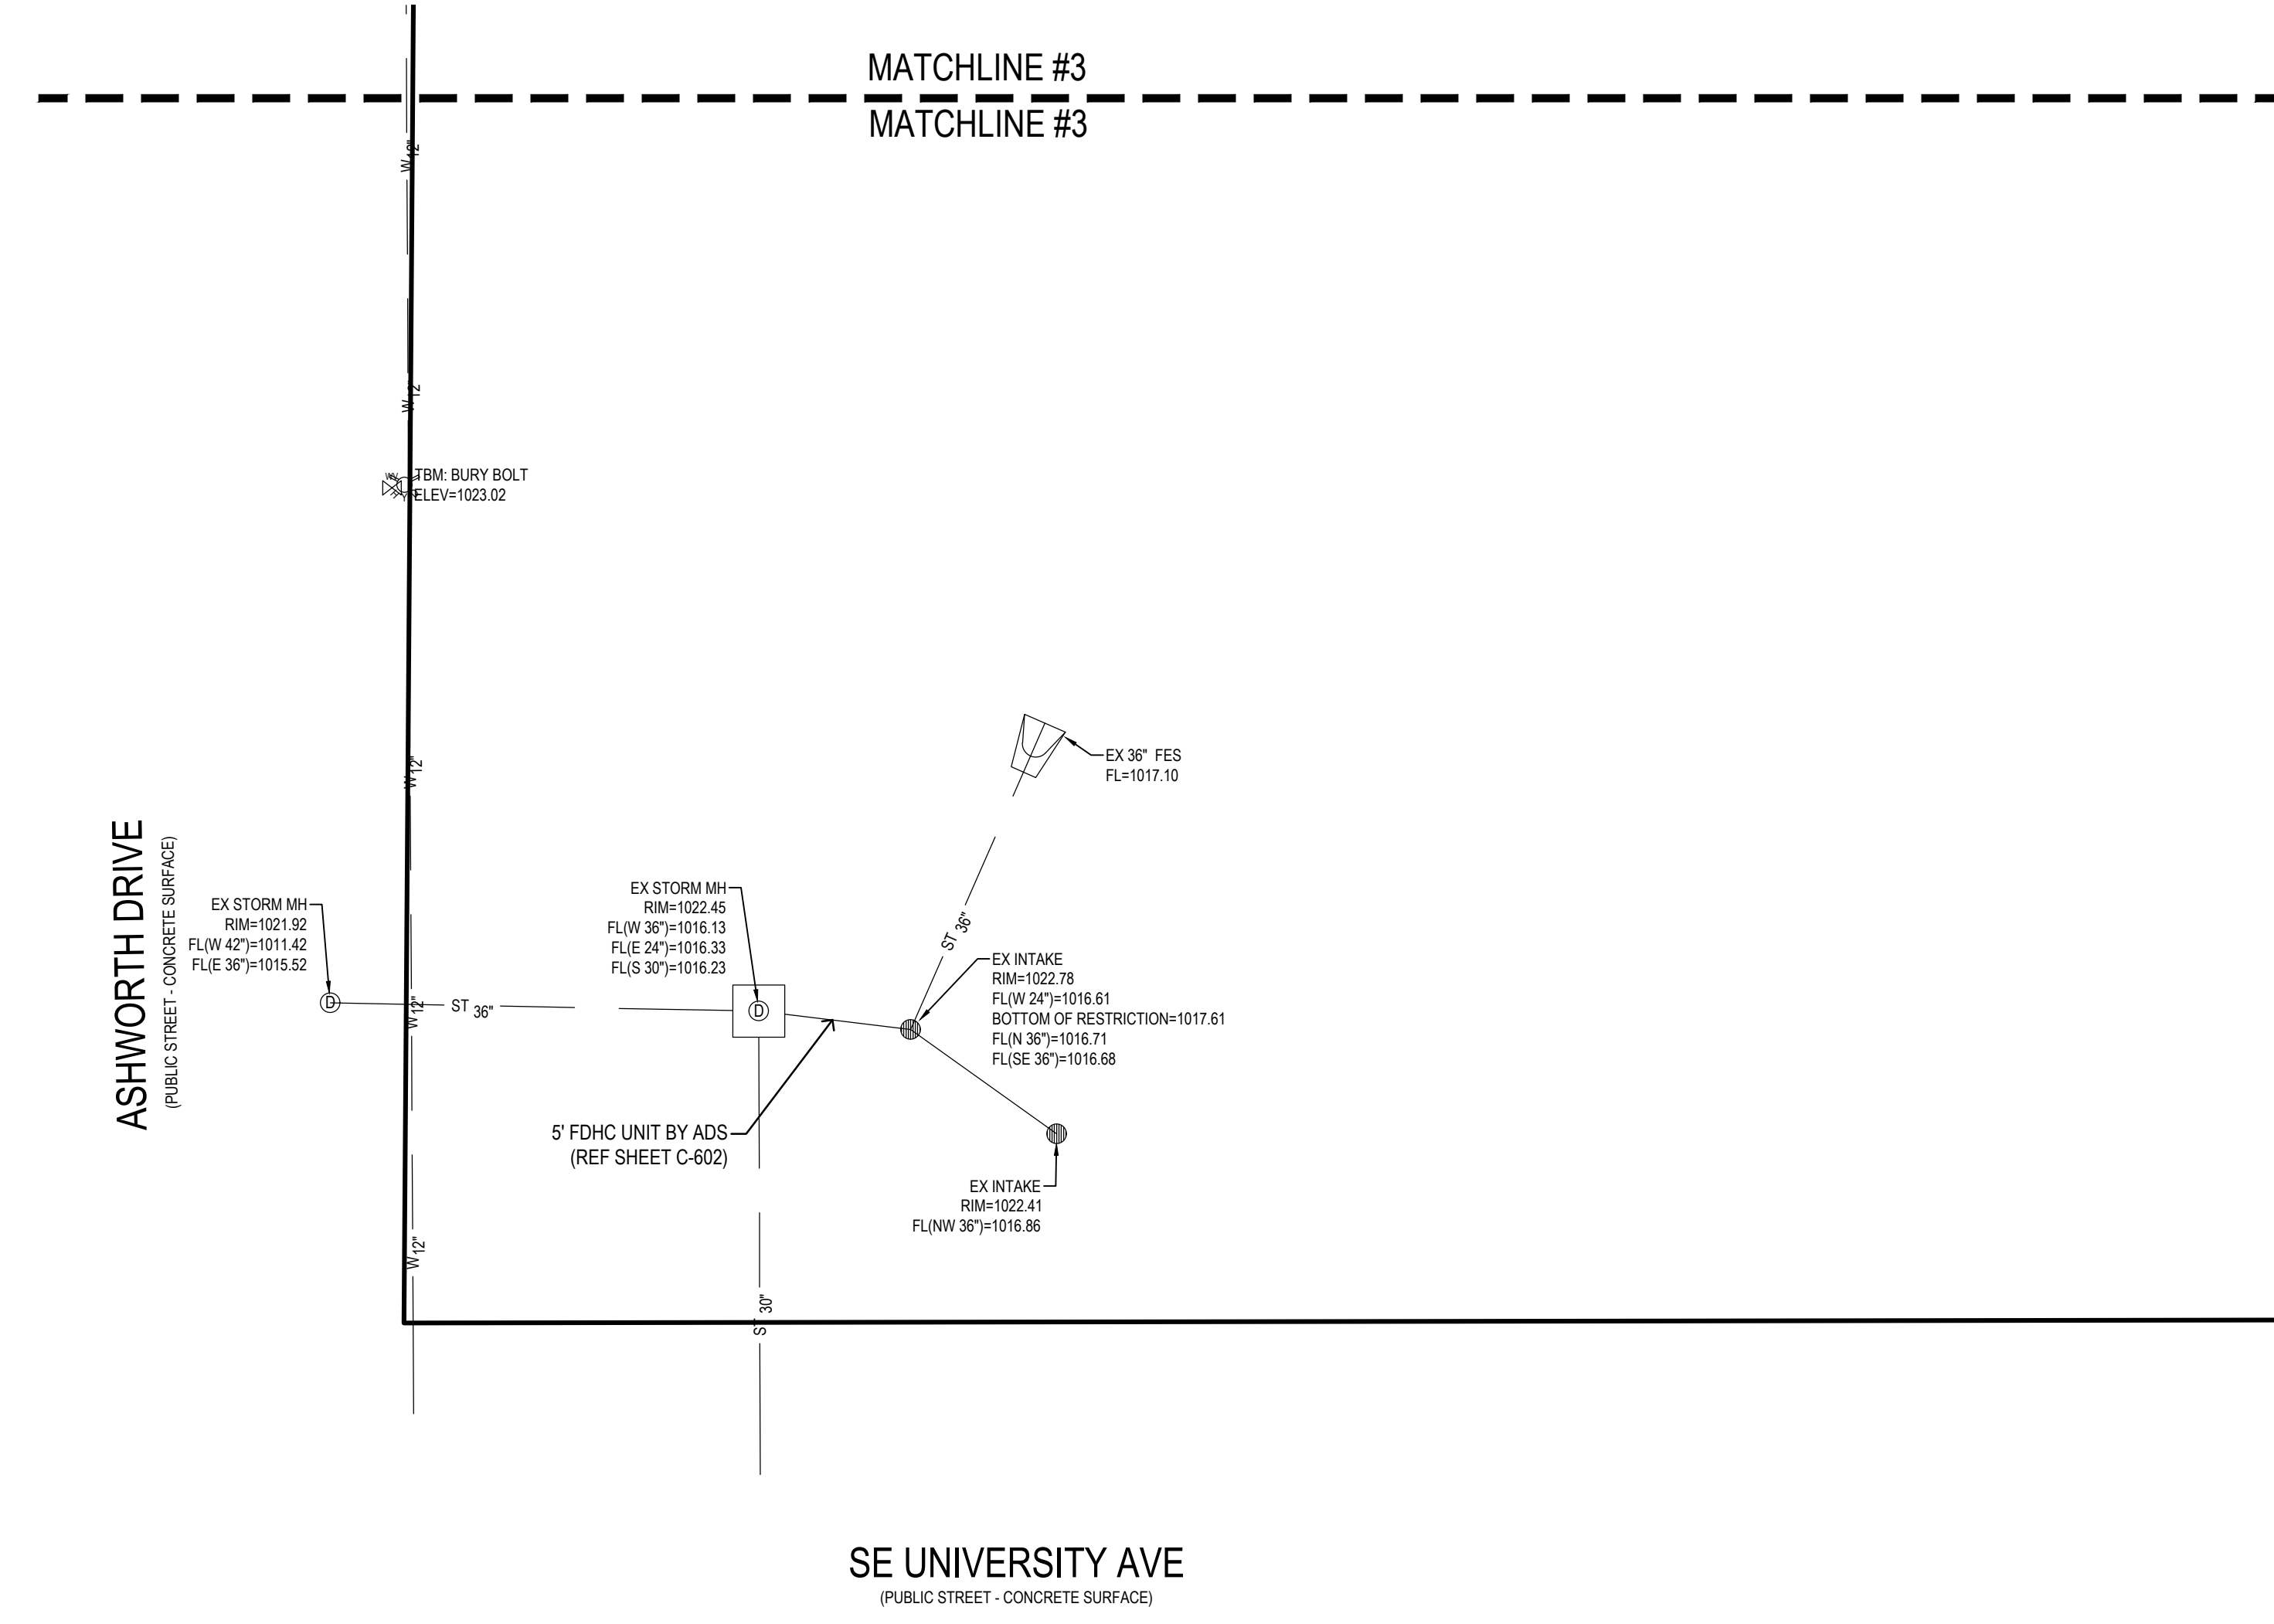 MATCHLINE #3
MATCHLINE #3
W 12"
W 12"
TBM: BURY BOLT
ELEV=1023.02
W 12"
EX 36" FES
FL=1017.10
ASHWORTH DRIVE
(PUBLIC STREET - CONCRETE SURFACE)
EX STORM MH
RIM=1021.92
FL(W 42")=1011.42
FL(E 36")=1015.52
D
W 12"
ST 36"
EX STORM MH
RIM=1022.45
FL(W 36")=1016.13
FL(E 24")=1016.33
FL(S 30")=1016.23
D
ST 36"
EX INTAKE
RIM=1022.78
FL(W 24")=1016.61
BOTTOM OF RESTRICTION=1017.61
FL(N 36")=1016.71
FL(SE 36")=1016.68
5' FDHC UNIT BY ADS
(REF SHEET C-602)
EX INTAKE
RIM=1022.41
FL(NW 36")=1016.86
W 12"
ST 30"
SE UNIVERSITY AVE
(PUBLIC STREET - CONCRETE SURFACE)